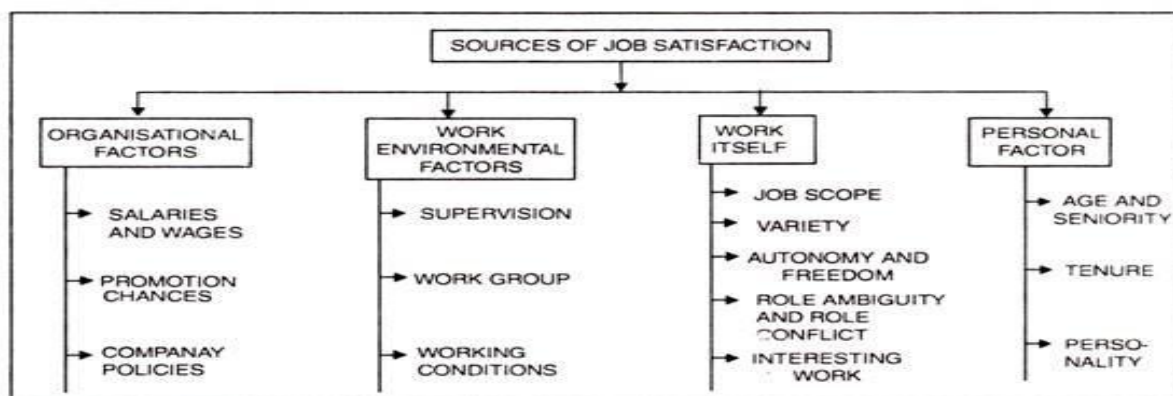 SOURCES OF JOB SATISFACTION
ORGANISATIONAL
FACTORS
SALARIES
AND WAGES
PROMOTION
CHANCES
COMPANAY
POLICIES
WORK
ENVIRONMENTAL
FACTORS
SUPERVISION
WORK GROUP
WORKING
CONDITIONS
WORK
ITSELF
JOB SCOPE
VARIETY
AUTONOMY AND
FREEDOM
ROLE AMBIGUITY
AND ROLE
CONFLICT
INTERESTING
WORK
PERSONAL
FACTOR
AGE AND
SENIORITY
TENURE
PERSO-
NALITY